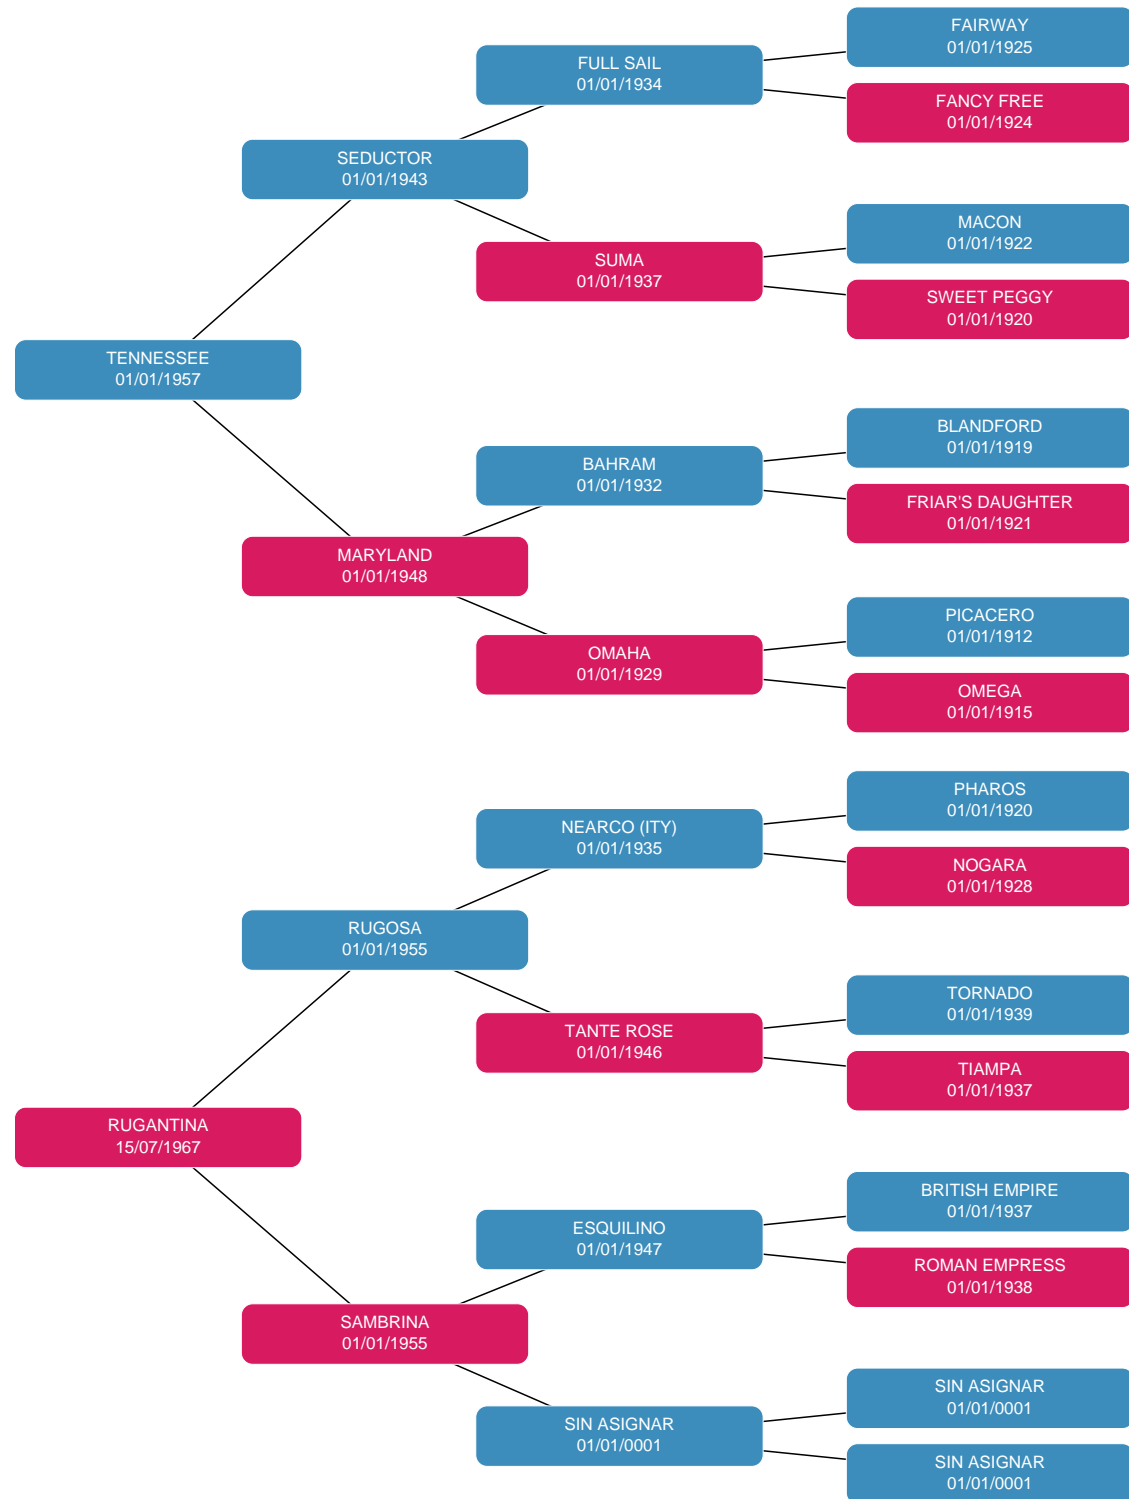 FAIRWAY
01/01/1925
FULL SAIL
01/01/1934
FANCY FREE
01/01/1924
SEDUCTOR
01/01/1943
MACON
01/01/1922
SUMA
01/01/1937
SWEET PEGGY
01/01/1920
TENNESSEE
01/01/1957
BLANDFORD
01/01/1919
BAHRAM
01/01/1932
FRIAR'S DAUGHTER
01/01/1921
MARYLAND
01/01/1948
PICACERO
01/01/1912
OMAHA
01/01/1929
OMEGA
01/01/1915
PHAROS
01/01/1920
NEARCO (ITY)
01/01/1935
NOGARA
01/01/1928
RUGOSA
01/01/1955
TORNADO
01/01/1939
TANTE ROSE
01/01/1946
TIAMPA
01/01/1937
RUGANTINA
15/07/1967
BRITISH EMPIRE
01/01/1937
ESQUILINO
01/01/1947
ROMAN EMPRESS
01/01/1938
SAMBRINA
01/01/1955
SIN ASIGNAR
01/01/0001
SIN ASIGNAR
01/01/0001
SIN ASIGNAR
01/01/0001